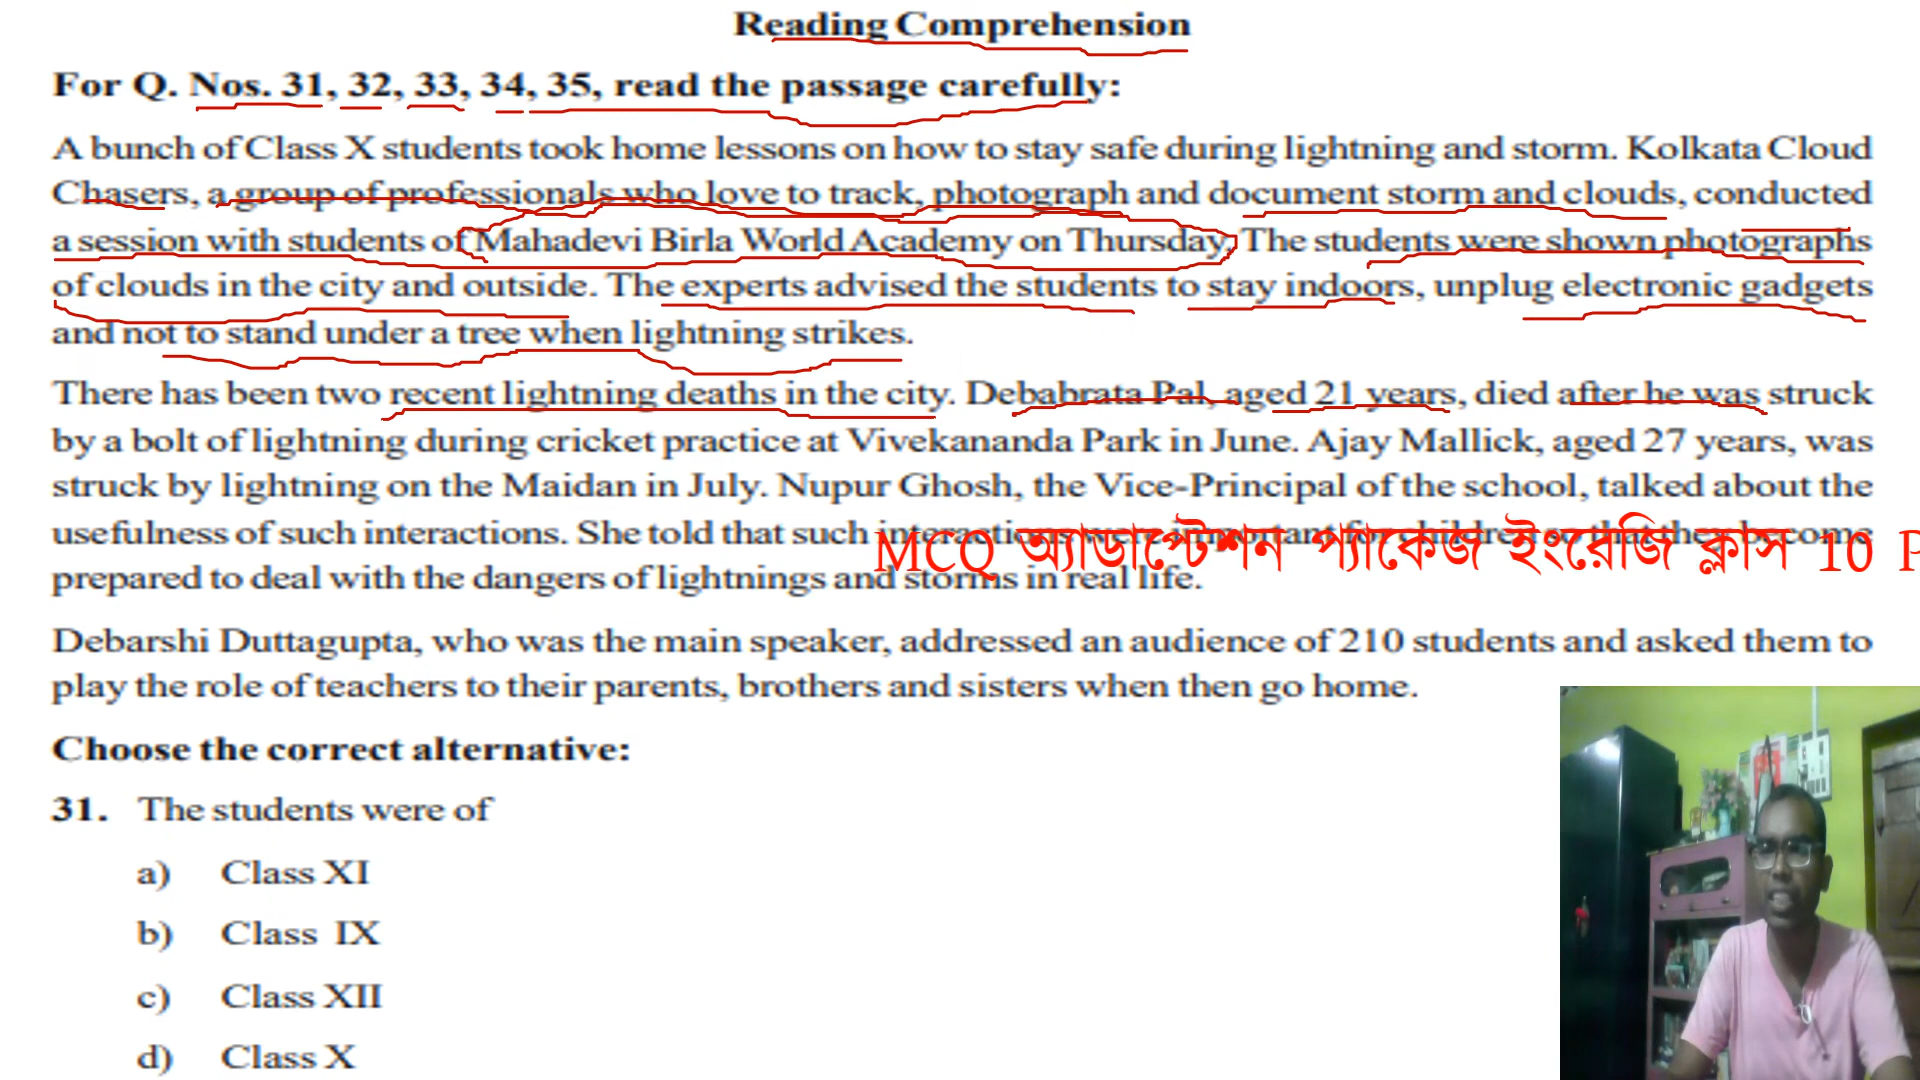 Reading Comprehension
For Q. Nos. 31, 32, 33, 34, 35, read the passage carefully:
A bunch of Class X students took home lessons on how to stay safe during lightning and storm. Kolkata Cloud
Chasers, a group of professionals who love to track, photograph and document storm and clouds, conducted
a session with students of Mahadevi Birla World Academy on Thursday. The students were shown photographs
of clouds in the city and outside. The experts advised the students to stay indoors, unplug electronic gadgets
and not to stand under a tree when lightning strikes.
There has been two recent lightning deaths in the city. Debabrata Pal, aged 21 years, died after he was struck
by a bolt of lightning during cricket practice at Vivekananda Park in June. Ajay Mallick, aged 27 years, was
struck by lightning on the Maidan in July. Nupur Ghosh, the Vice-Principal of the school, talked about the
usefulness of such interactions. She told that such interactions were important for children so that they become
MCQ অ্যাডাপ্টেশন প্যাকেজ ইংরেজি ক্লাস 10 P
prepared to deal with the dangers of lightnings and storms in real life.
Debarshi Duttagupta, who was the main speaker, addressed an audience of 210 students and asked them to
play the role of teachers to their parents, brothers and sisters when then go home.
Choose the correct alternative:
31. The students were of
a) Class XI
b) Class IX
c) Class XII
d) Class X